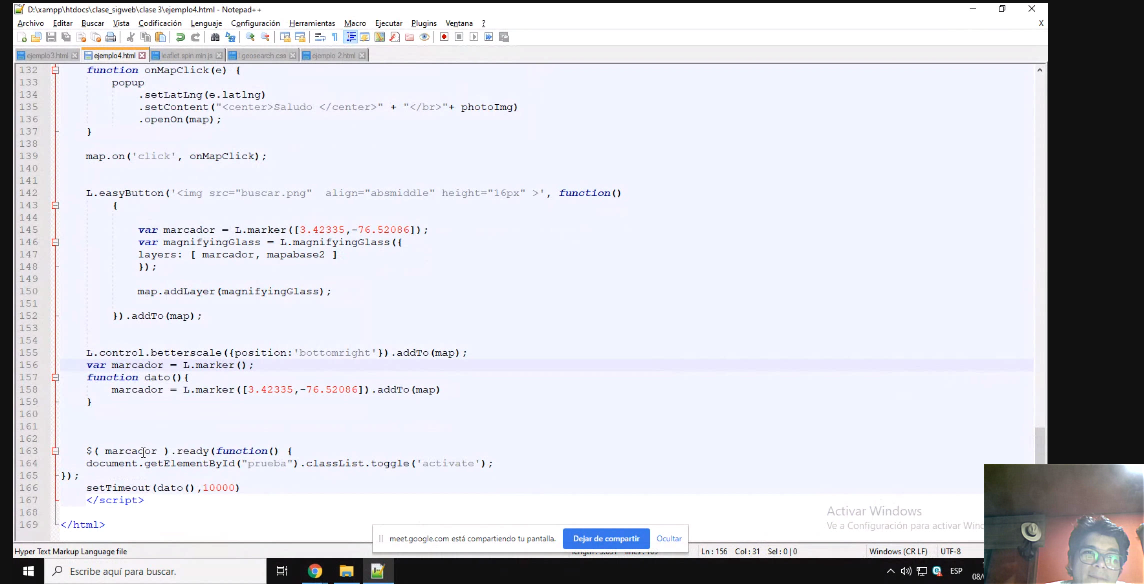 D:\xampp\htdocs\clase_sigweb\clase 3\ejemplo4.html - Notepad++
Archivo Editar Buscar Vista Codificación Lenguaje Configuración Herramientas Macro Ejecutar Plugins Ventana ? X
ejemplo3.html ejemplo4.html leaflet.spin.min.js l.geosearch.css ejemplo 2.html
132 function onMapClick(e) {
133 popup
134 .setLatLng(e.latlng)
135 .setContent("<center>Saludo </center>" + "</br>"+ photoImg)
136 .openOn(map);
137 }
138
139 map.on('click', onMapClick);
140
141
142 L.easyButton('<img src="buscar.png"  align="absmiddle" height="16px" >', function()
143 {
144
145 var marcador = L.marker([3.42335,-76.52086]);
146 var magnifyingGlass = L.magnifyingGlass({
147 layers: [ marcador, mapabase2 ]
148 });
149
150 map.addLayer(magnifyingGlass);
151
152 }).addTo(map);
153
154
155 L.control.betterscale({position:'bottomright'}).addTo(map);
156 var marcador = L.marker();
157 function dato(){
158 marcador = L.marker([3.42335,-76.52086]).addTo(map)
159 }
160
161
162
163 $( marcador ).ready(function() {
164 document.getElementById("prueba").classList.toggle('activate');
165 });
166 setTimeout(dato(),10000)
167 </script>
168
169 </html>
Activar Windows
Ve a Configuración para activar Win
meet.google.com está compartiendo tu pantalla. Dejar de compartir Ocultar
Hyper Text Markup Language file Ln : 156 Col : 31 Sel : 0 | 0 Windows (CR LF) UTF-8
Escribe aquí para buscar. ESP
08/